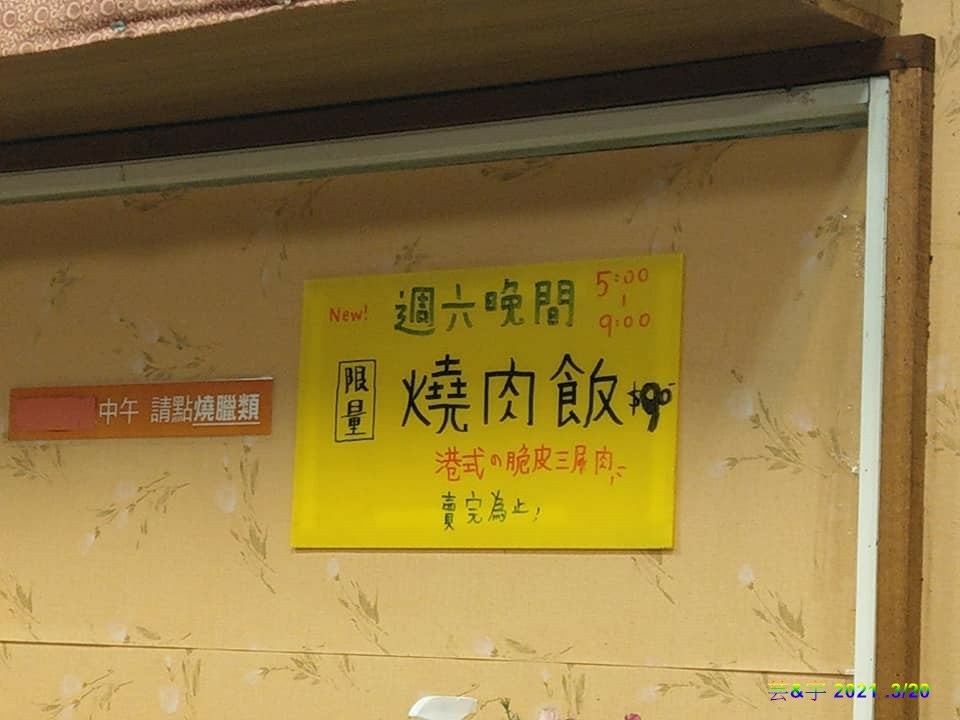 New! 週六晚間 5:00
|
9:00
限量 燒肉飯 $90
港式の脆皮三層肉
賣完為止!
中午 請點燒臘類
芸&宇 2021.3/20